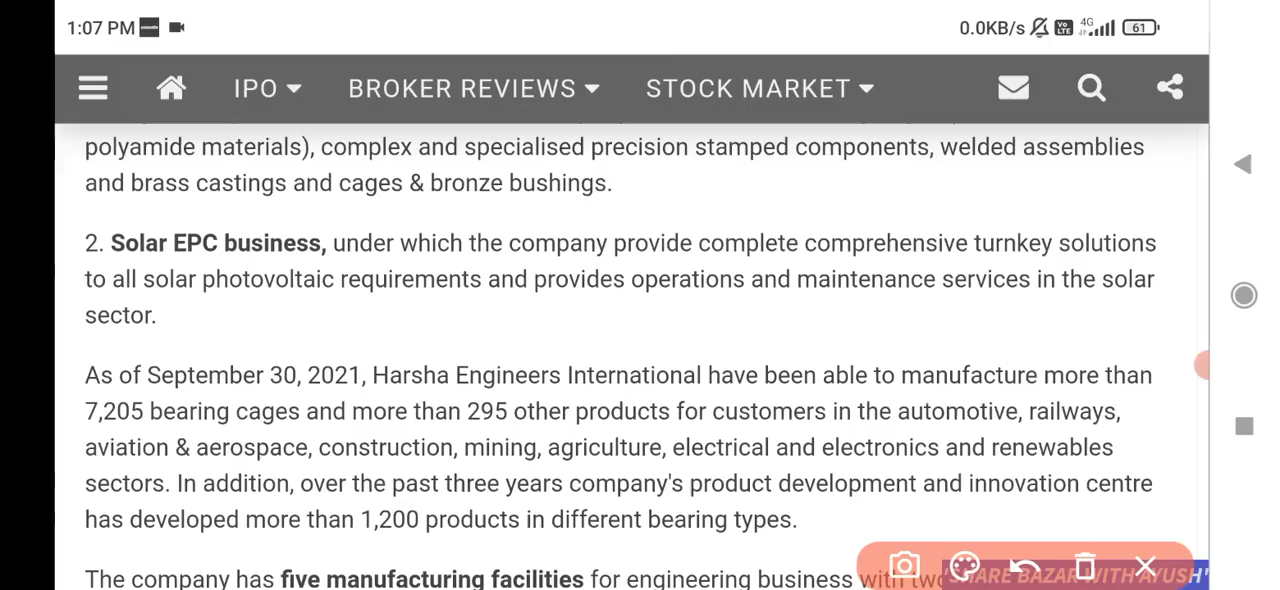 1:07 PM
0.0KB/s 4G 61
IPO BROKER REVIEWS STOCK MARKET
polyamide materials), complex and specialised precision stamped components, welded assemblies
and brass castings and cages & bronze bushings.
2. Solar EPC business, under which the company provide complete comprehensive turnkey solutions
to all solar photovoltaic requirements and provides operations and maintenance services in the solar
sector.
As of September 30, 2021, Harsha Engineers International have been able to manufacture more than
7,205 bearing cages and more than 295 other products for customers in the automotive, railways,
aviation & aerospace, construction, mining, agriculture, electrical and electronics and renewables
sectors. In addition, over the past three years company's product development and innovation centre
has developed more than 1,200 products in different bearing types.
The company has five manufacturing facilities for engineering business with two
"SHARE BAZAR WITH AYUSH"